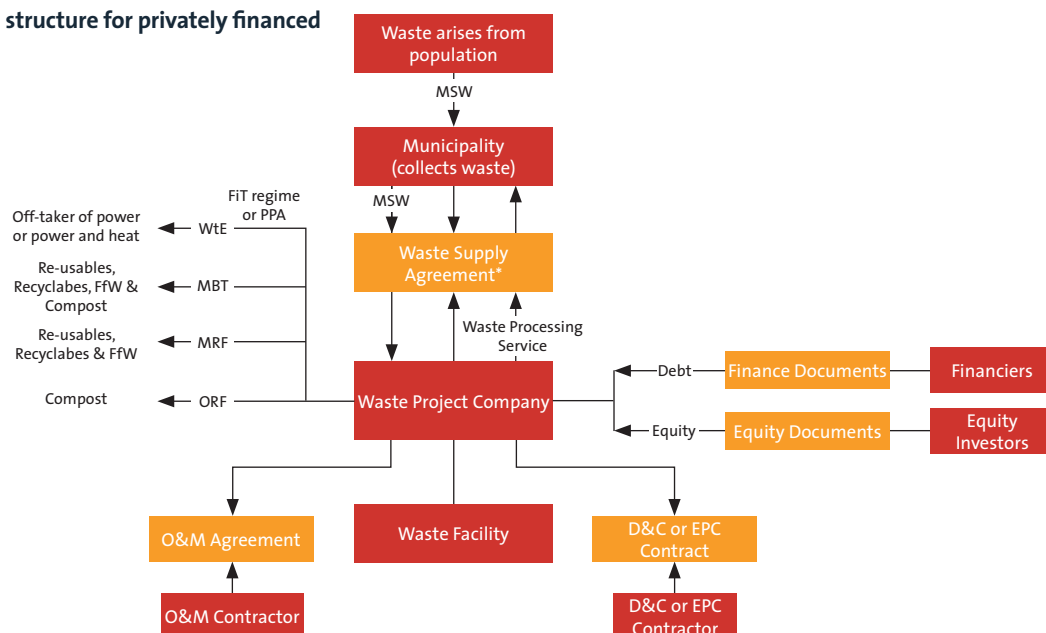 structure for privately financed
Waste arises from
population
MSW
Municipality
(collects waste)
MSW
FiT regime
or PPA
Off-taker of power
or power and heat
WtE
Waste Supply
Agreement*
Re-usables,
Recyclabes, FfW &
Compost
MBT
Re-usables,
Recyclabes & FfW
MRF
Waste Processing
Service
Compost
ORF
Waste Project Company
Debt
Finance Documents
Financiers
Equity
Equity Documents
Equity
Investors
O&M Agreement
Waste Facility
D&C or EPC
Contract
O&M Contractor
D&C or EPC
Contractor